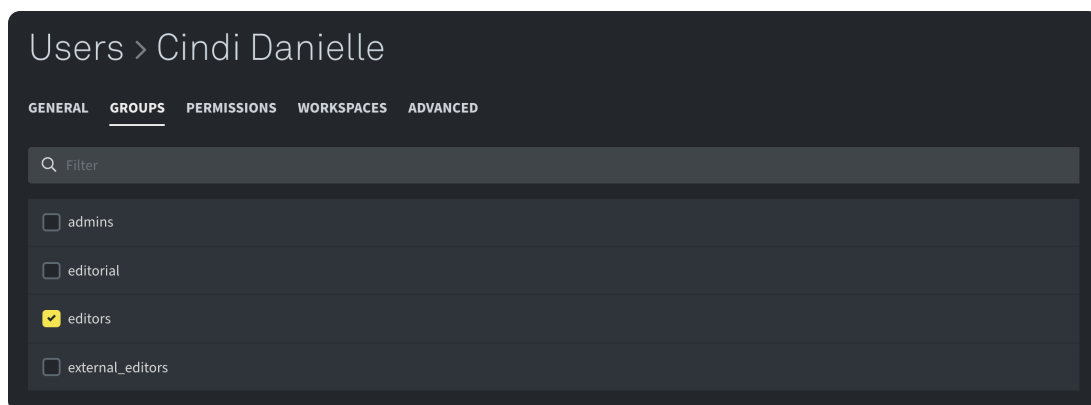 Users > Cindi Danielle
GENERAL GROUPS PERMISSIONS WORKSPACES ADVANCED
Filter
admins
editorial
editors
external_editors